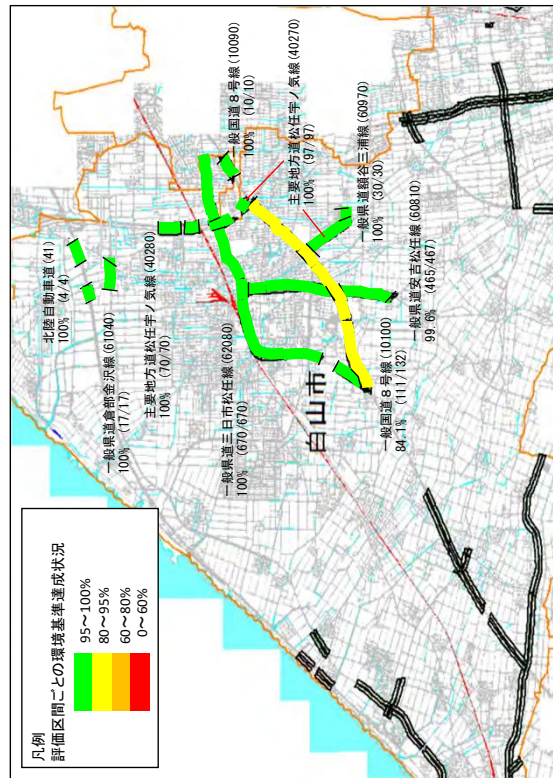 凡例
評価区間ごとの環境基準達成状況
95～100%
80～95%
60～80%
0～60%
北陸自動車道(41)
100%　(4/4)
一般県道倉部金沢線(61040)
100%　(17/17)
主要地方道松任宇ノ気線(40280)
100%　(70/70)
一般県道三日市松任線(62080)
100%　(670/670)
白山市
一般国道８号線(10100)
84.1%　(111/132)
一般県道安吉松任線(60810)
99.6%　(465/467)
一般県道額谷三浦線(60970)
100%　(30/30)
主要地方道松任宇ノ気線(40270)
100%　(97/97)
一般国道８号線(10090)
100%　(10/10)